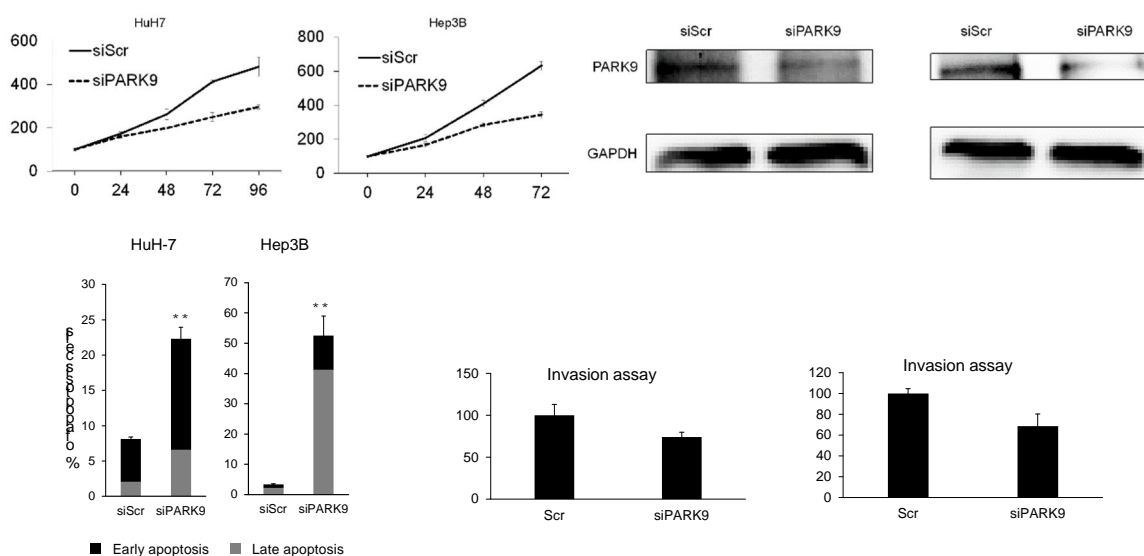 HuH7
600
400
200
0
siScr
siPARK9
0 24 48 72 96
Hep3B
800
600
400
200
0
siScr
siPARK9
0 24 48 72
siScr siPARK9
siScr siPARK9
PARK9
GAPDH
HuH-7
30
25
20
15
10
5
0
**
siScr siPARK9
Hep3B
70
60
50
40
30
20
10
0
**
siScr siPARK9
Early apoptosis Late apoptosis
Invasion assay
150
100
50
0
Scr siPARK9
Invasion assay
120
100
80
60
40
20
0
Scr siPARK9